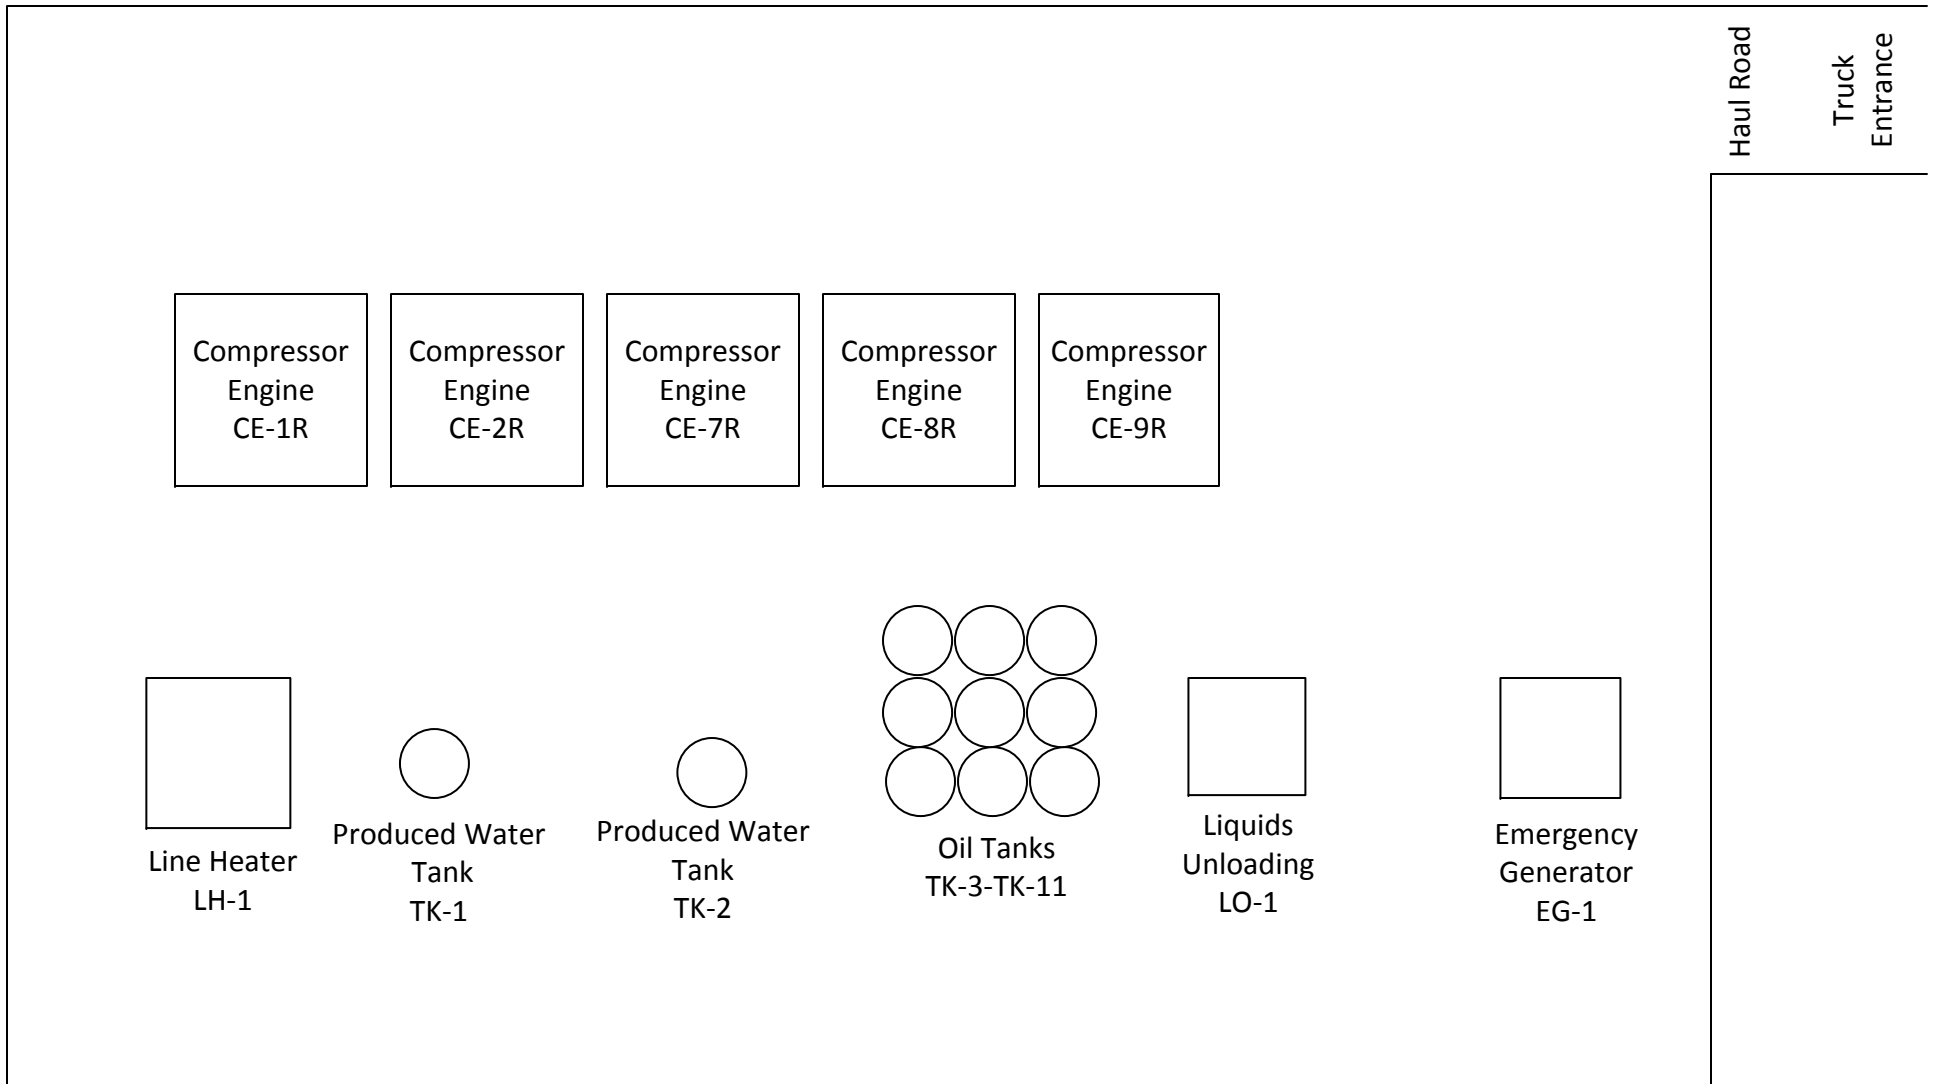 Haul Road
Truck
Entrance
Compressor
Engine
CE-1R
Compressor
Engine
CE-2R
Compressor
Engine
CE-7R
Compressor
Engine
CE-8R
Compressor
Engine
CE-9R
Line Heater
LH-1
Produced Water
Tank
TK-1
Produced Water
Tank
TK-2
Oil Tanks
TK-3-TK-11
Liquids
Unloading
LO-1
Emergency
Generator
EG-1